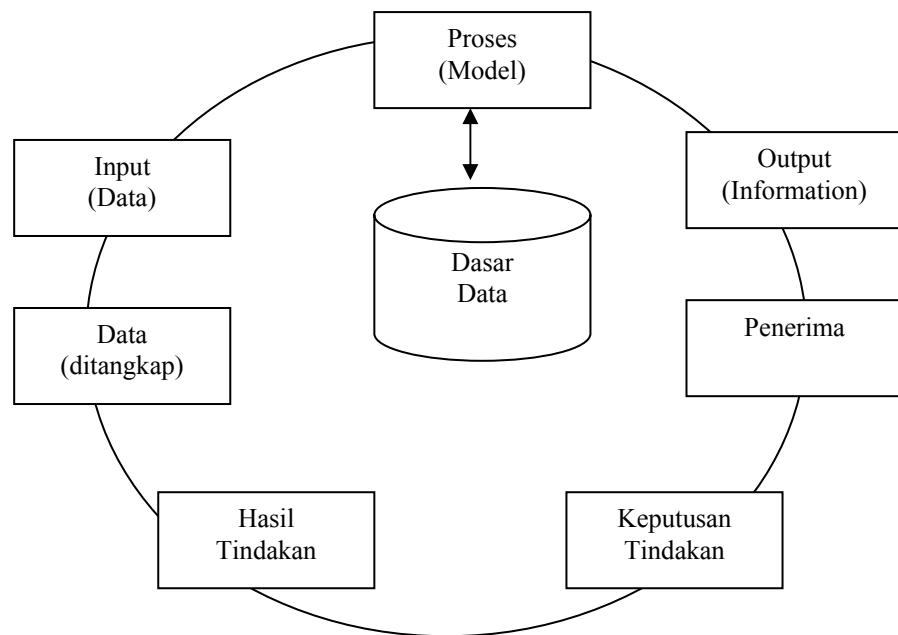 Proses
(Model)
Input
(Data)
Output
(Information)
Dasar
Data
Data
(ditangkap)
Penerima
Hasil
Tindakan
Keputusan
Tindakan